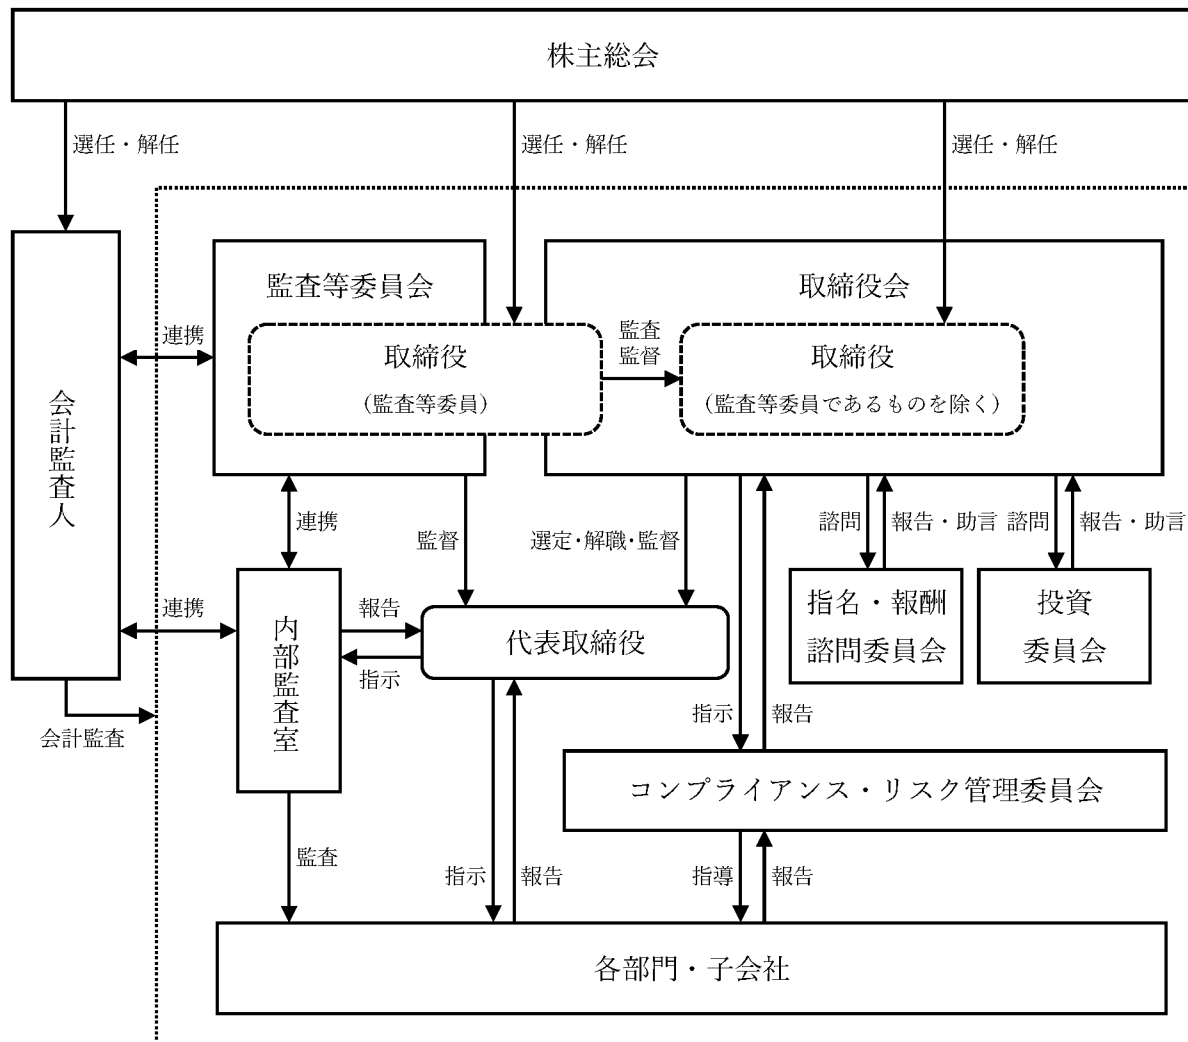 株主総会
選任・解任
選任・解任
選任・解任
監査等委員会
取締役会
連携
取締役
（監査等委員）
監査
監督
取締役
（監査等委員であるものを除く）
会計監査人
連携
監督
選定・解職・監督
諮問
報告・助言
諮問
報告・助言
連携
内部監査室
報告
指示
代表取締役
指名・報酬
諮問委員会
投資
委員会
会計監査
指示
報告
コンプライアンス・リスク管理委員会
監査
指示
報告
指導
報告
各部門・子会社